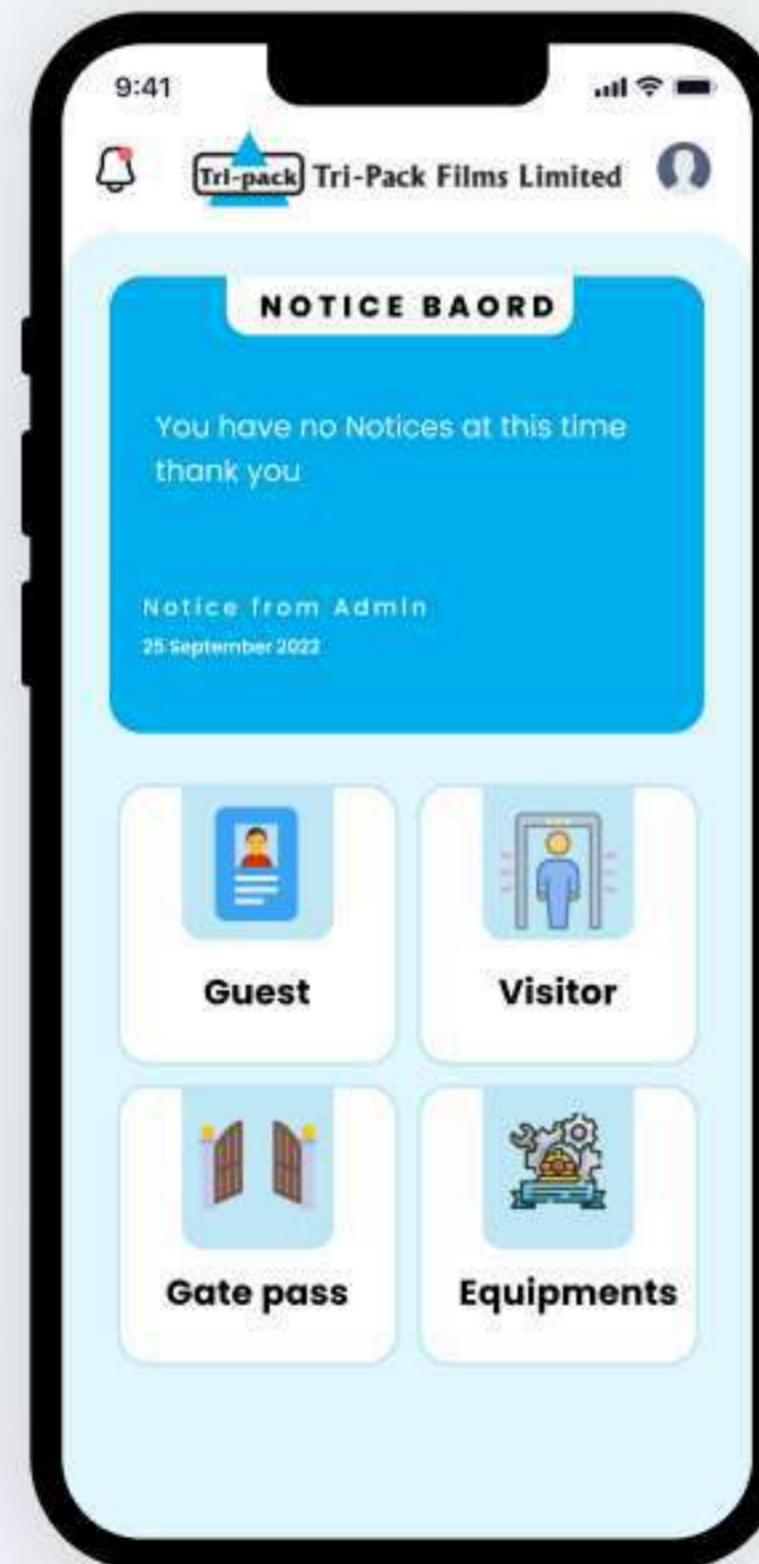 9:41
Tri-pack Tri-Pack Films Limited
NOTICE BAORD
You have no Notices at this time
thank you
Notice from Admin
25 September 2022
Guest
Visitor
Gate pass
Equipments